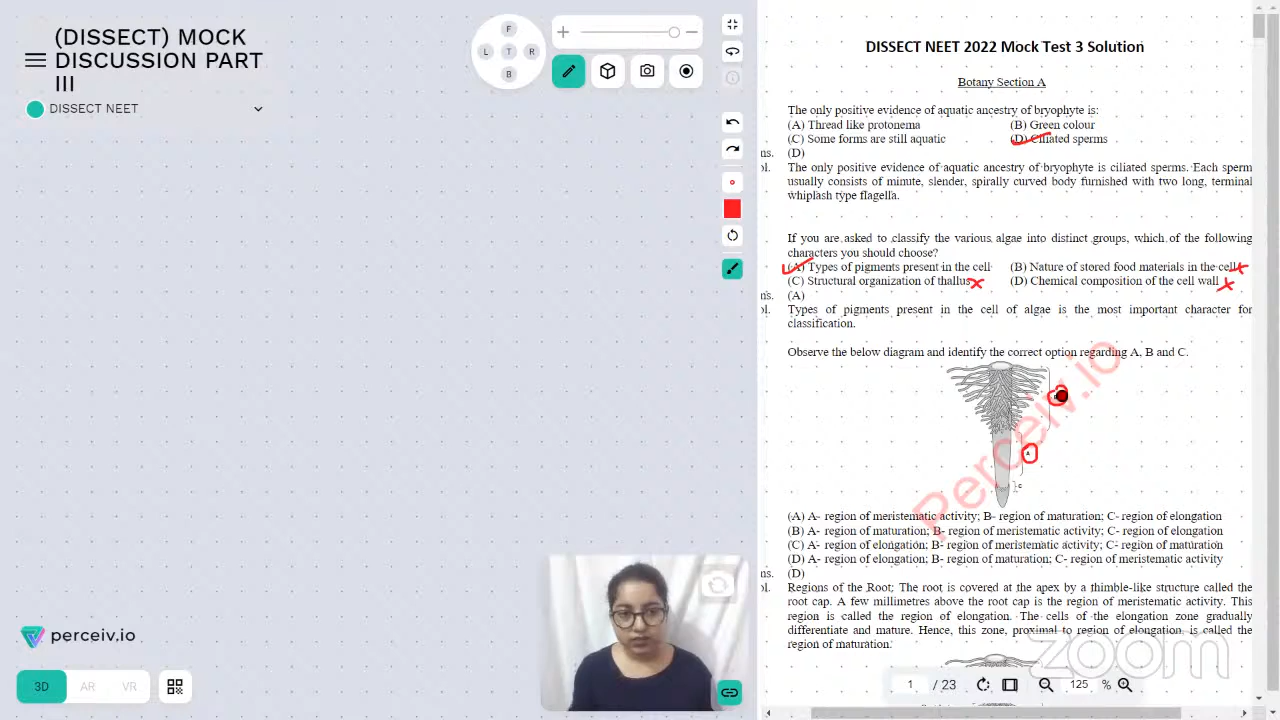 (DISSECT) MOCK
DISCUSSION PART
III
DISSECT NEET
F
L T R
B
DISSECT NEET 2022 Mock Test 3 Solution
Botany Section A
The only positive evidence of aquatic ancestry of bryophyte is:
(A) Thread like protonema (B) Green colour
(C) Some forms are still aquatic (D) Ciliated sperms
ns. (D)
ol. The only positive evidence of aquatic ancestry of bryophyte is ciliated sperms. Each sperm
usually consists of minute, slender, spirally curved body furnished with two long, terminal
whiplash type flagella.
If you are asked to classify the various algae into distinct groups, which of the following
characters you should choose?
(A) Types of pigments present in the cell (B) Nature of stored food materials in the cell
(C) Structural organization of thallus (D) Chemical composition of the cell wall
ns. (A)
ol. Types of pigments present in the cell of algae is the most important character for
classification.
Observe the below diagram and identify the correct option regarding A, B and C.
A
C
Perceiv.io
(A) A- region of meristematic activity; B- region of maturation; C- region of elongation
(B) A- region of maturation; B- region of meristematic activity; C- region of elongation
(C) A- region of elongation; B- region of meristematic activity; C- region of maturation
(D) A- region of elongation; B- region of maturation; C- region of meristematic activity
ns. (D)
ol. Regions of the Root: The root is covered at the apex by a thimble-like structure called the
root cap. A few millimetres above the root cap is the region of meristematic activity. This
region is called the region of elongation. The cells of the elongation zone gradually
differentiate and mature. Hence, this zone, proximal to region of elongation, is called the
region of maturation.
perceiv.io
zoom
3D AR VR
1 / 23 125 %